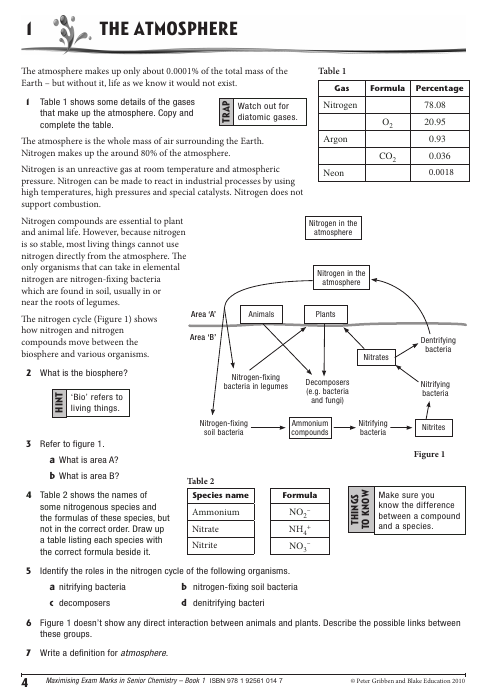 1 THE ATMOSPHERE
The atmosphere makes up only about 0.0001% of the total mass of the
Earth – but without it, life as we know it would not exist.
1 Table 1 shows some details of the gases
that make up the atmosphere. Copy and
complete the table.
TRAP
Watch out for
diatomic gases.
Table 1
Gas Formula Percentage
Nitrogen 78.08
O₂ 20.95
Argon 0.93
CO₂ 0.036
Neon 0.0018
The atmosphere is the whole mass of air surrounding the Earth.
Nitrogen makes up the around 80% of the atmosphere.
Nitrogen is an unreactive gas at room temperature and atmospheric
pressure. Nitrogen can be made to react in industrial processes by using
high temperatures, high pressures and special catalysts. Nitrogen does not
support combustion.
Nitrogen compounds are essential to plant
and animal life. However, because nitrogen
is so stable, most living things cannot use
nitrogen directly from the atmosphere. The
only organisms that can take in elemental
nitrogen are nitrogen-fixing bacteria
which are found in soil, usually in or
near the roots of legumes.
The nitrogen cycle (Figure 1) shows
how nitrogen and nitrogen
compounds move between the
biosphere and various organisms.
2 What is the biosphere?
HINT
'Bio' refers to
living things.
3 Refer to figure 1.
a What is area A?
b What is area B?
Nitrogen in the
atmosphere
Nitrogen in the
atmosphere
Area 'A'
Animals
Plants
Area 'B'
Dentrifying
bacteria
Nitrates
Nitrogen-fixing
bacteria in legumes
Decomposers
(e.g. bacteria
and fungi)
Nitrifying
bacteria
Nitrogen-fixing
soil bacteria
Ammonium
compounds
Nitrifying
bacteria
Nitrites
Figure 1
4 Table 2 shows the names of
some nitrogenous species and
the formulas of these species, but
not in the correct order. Draw up
a table listing each species with
the correct formula beside it.
Table 2
Species name Formula
Ammonium NO₂⁻
Nitrate NH₄⁺
Nitrite NO₃⁻
THINGS
TO KNOW
Make sure you
know the difference
between a compound
and a species.
5 Identify the roles in the nitrogen cycle of the following organisms.
a nitrifying bacteria b nitrogen-fixing soil bacteria
c decomposers d denitrifying bacteri
6 Figure 1 doesn't show any direct interaction between animals and plants. Describe the possible links between
these groups.
7 Write a definition for atmosphere.
4 Maximising Exam Marks in Senior Chemistry – Book 1 ISBN 978 1 92561 014 7 © Peter Gribben and Blake Education 2010